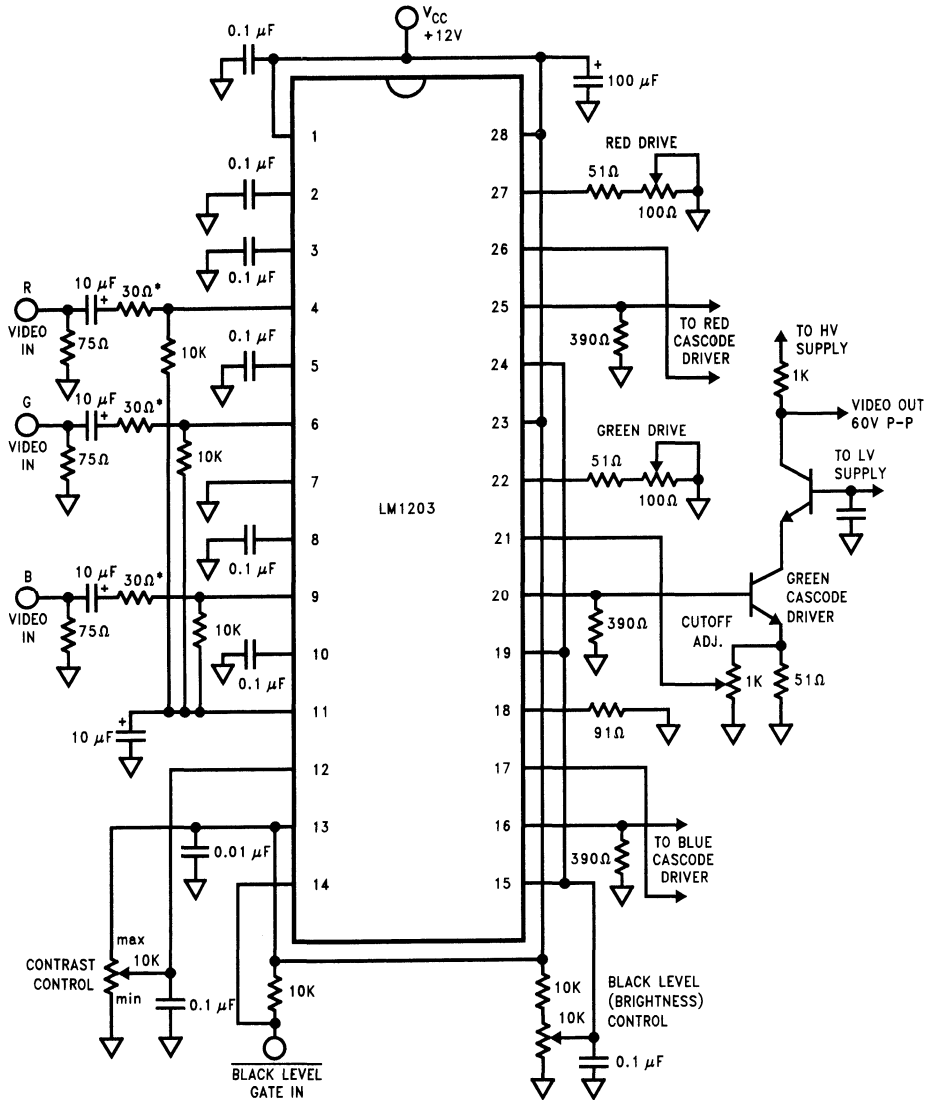 V_CC
+12V
0.1 μF
+
100 μF
1
28
RED DRIVE
0.1 μF
51Ω
2
27
100Ω
3
26
0.1 μF
R
10 μF
+
30Ω*
4
25
VIDEO
IN
75Ω
10K
0.1 μF
390Ω
TO RED
CASCODE
DRIVER
TO HV
SUPPLY
5
24
1K
G
10 μF
+
30Ω*
6
23
VIDEO OUT
60V P-P
VIDEO
IN
75Ω
10K
GREEN DRIVE
51Ω
TO LV
SUPPLY
7
22
100Ω
LM1203
8
21
0.1 μF
B
10 μF
+
30Ω*
9
20
GREEN
CASCODE
DRIVER
VIDEO
IN
75Ω
10K
390Ω
CUTOFF
ADJ.
10
19
0.1 μF
1K
51Ω
+
10 μF
11
18
91Ω
12
17
13
16
0.01 μF
390Ω
TO BLUE
CASCODE
DRIVER
14
15
max
CONTRAST
CONTROL
10K
min
0.1 μF
10K
10K
10K
BLACK LEVEL
(BRIGHTNESS)
CONTROL
0.1 μF
BLACK LEVEL
GATE IN